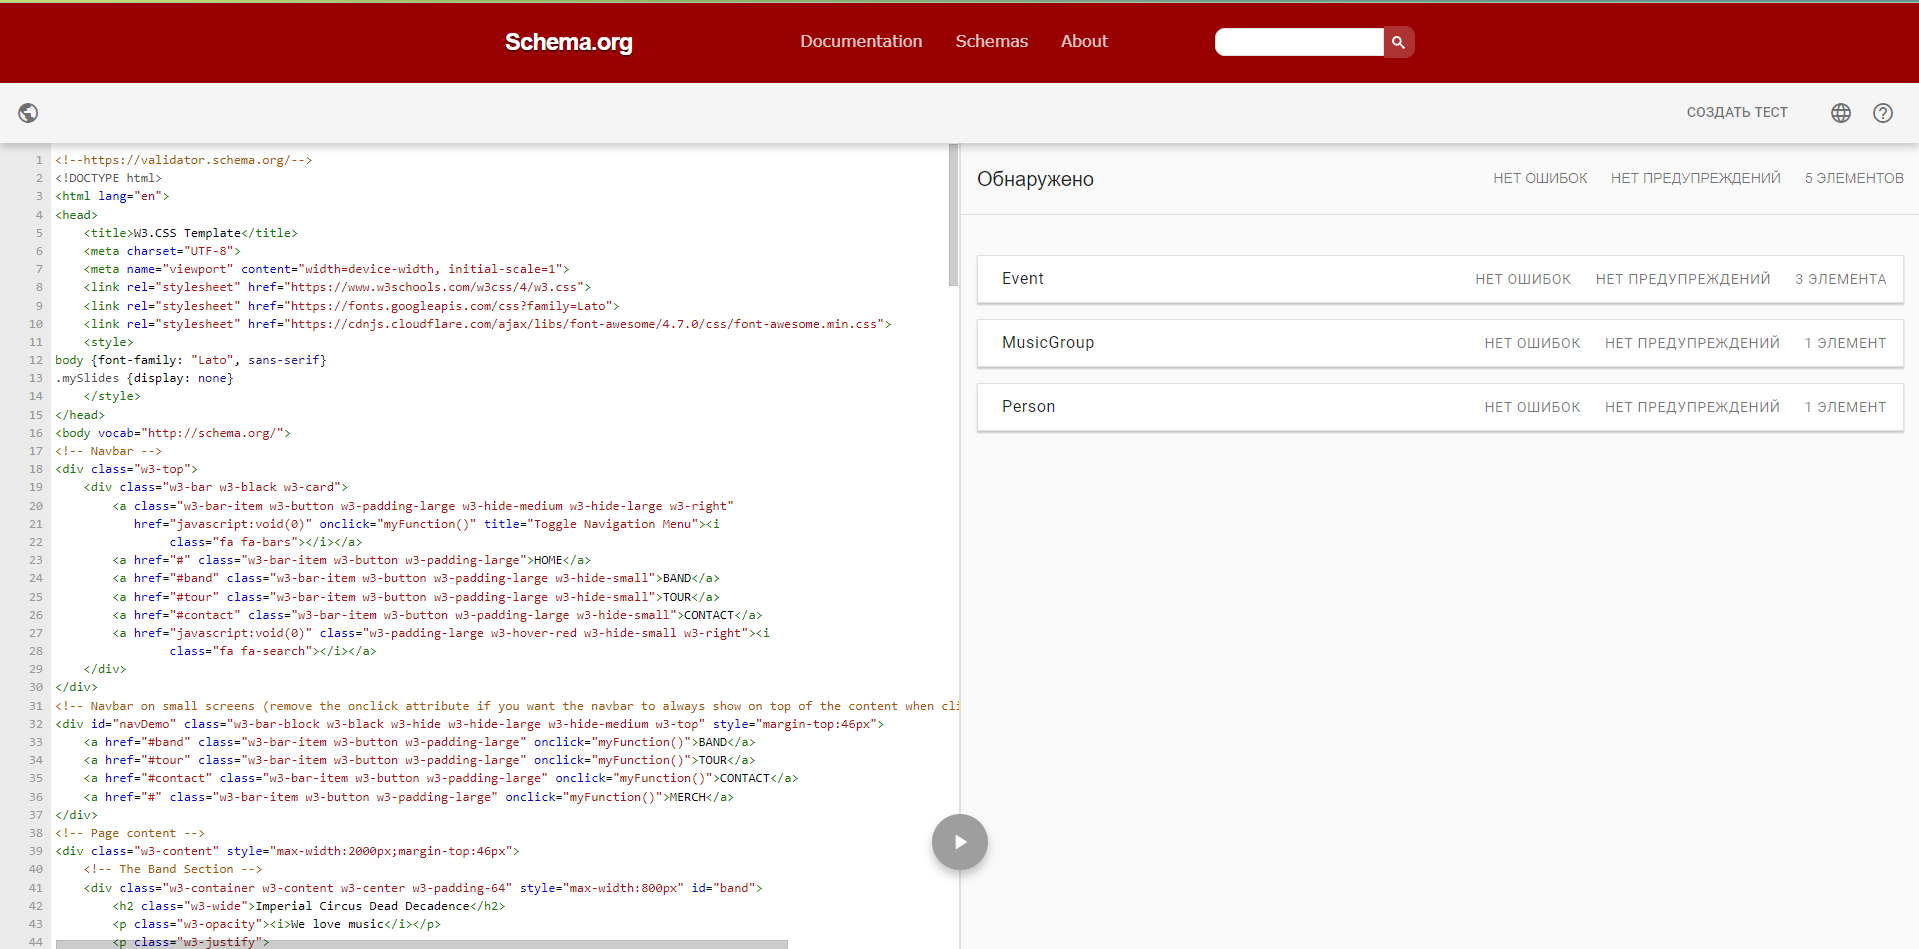 Schema.org
Documentation Schemas About
СОЗДАТЬ ТЕСТ
1 <!--https://validator.schema.org/-->
2 <!DOCTYPE html>
3 <html lang="en">
4 <head>
5 <title>W3.CSS Template</title>
6 <meta charset="UTF-8">
7 <meta name="viewport" content="width=device-width, initial-scale=1">
8 <link rel="stylesheet" href="https://www.w3schools.com/w3css/4/w3.css">
9 <link rel="stylesheet" href="https://fonts.googleapis.com/css?family=Lato">
10 <link rel="stylesheet" href="https://cdnjs.cloudflare.com/ajax/libs/font-awesome/4.7.0/css/font-awesome.min.css">
11 <style>
12 body {font-family: "Lato", sans-serif}
13 .mySlides {display: none}
14 </style>
15 </head>
16 <body vocab="http://schema.org/">
17 <!-- Navbar -->
18 <div class="w3-top">
19 <div class="w3-bar w3-black w3-card">
20 <a class="w3-bar-item w3-button w3-padding-large w3-hide-medium w3-hide-large w3-right"
21 href="javascript:void(0)" onclick="myFunction()" title="Toggle Navigation Menu"><i
22 class="fa fa-bars"></i></a>
23 <a href="#" class="w3-bar-item w3-button w3-padding-large">HOME</a>
24 <a href="#band" class="w3-bar-item w3-button w3-padding-large w3-hide-small">BAND</a>
25 <a href="#tour" class="w3-bar-item w3-button w3-padding-large w3-hide-small">TOUR</a>
26 <a href="#contact" class="w3-bar-item w3-button w3-padding-large w3-hide-small">CONTACT</a>
27 <a href="javascript:void(0)" class="w3-padding-large w3-hover-red w3-hide-small w3-right"><i
28 class="fa fa-search"></i></a>
29 </div>
30 </div>
31 <!-- Navbar on small screens (remove the onclick attribute if you want the navbar to always show on top of the content when cli
32 <div id="navDemo" class="w3-bar-block w3-black w3-hide w3-hide-large w3-hide-medium w3-top" style="margin-top:46px">
33 <a href="#band" class="w3-bar-item w3-button w3-padding-large" onclick="myFunction()">BAND</a>
34 <a href="#tour" class="w3-bar-item w3-button w3-padding-large" onclick="myFunction()">TOUR</a>
35 <a href="#contact" class="w3-bar-item w3-button w3-padding-large" onclick="myFunction()">CONTACT</a>
36 <a href="#" class="w3-bar-item w3-button w3-padding-large" onclick="myFunction()">MERCH</a>
37 </div>
38 <!-- Page content -->
39 <div class="w3-content" style="max-width:2000px;margin-top:46px">
40 <!-- The Band Section -->
41 <div class="w3-container w3-content w3-center w3-padding-64" style="max-width:800px" id="band">
42 <h2 class="w3-wide">Imperial Circus Dead Decadence</h2>
43 <p class="w3-opacity"><i>We love music</i></p>
44 <p class="w3-justify">
Обнаружено НЕТ ОШИБОК НЕТ ПРЕДУПРЕЖДЕНИЙ 5 ЭЛЕМЕНТОВ
Event НЕТ ОШИБОК НЕТ ПРЕДУПРЕЖДЕНИЙ 3 ЭЛЕМЕНТА
MusicGroup НЕТ ОШИБОК НЕТ ПРЕДУПРЕЖДЕНИЙ 1 ЭЛЕМЕНТ
Person НЕТ ОШИБОК НЕТ ПРЕДУПРЕЖДЕНИЙ 1 ЭЛЕМЕНТ